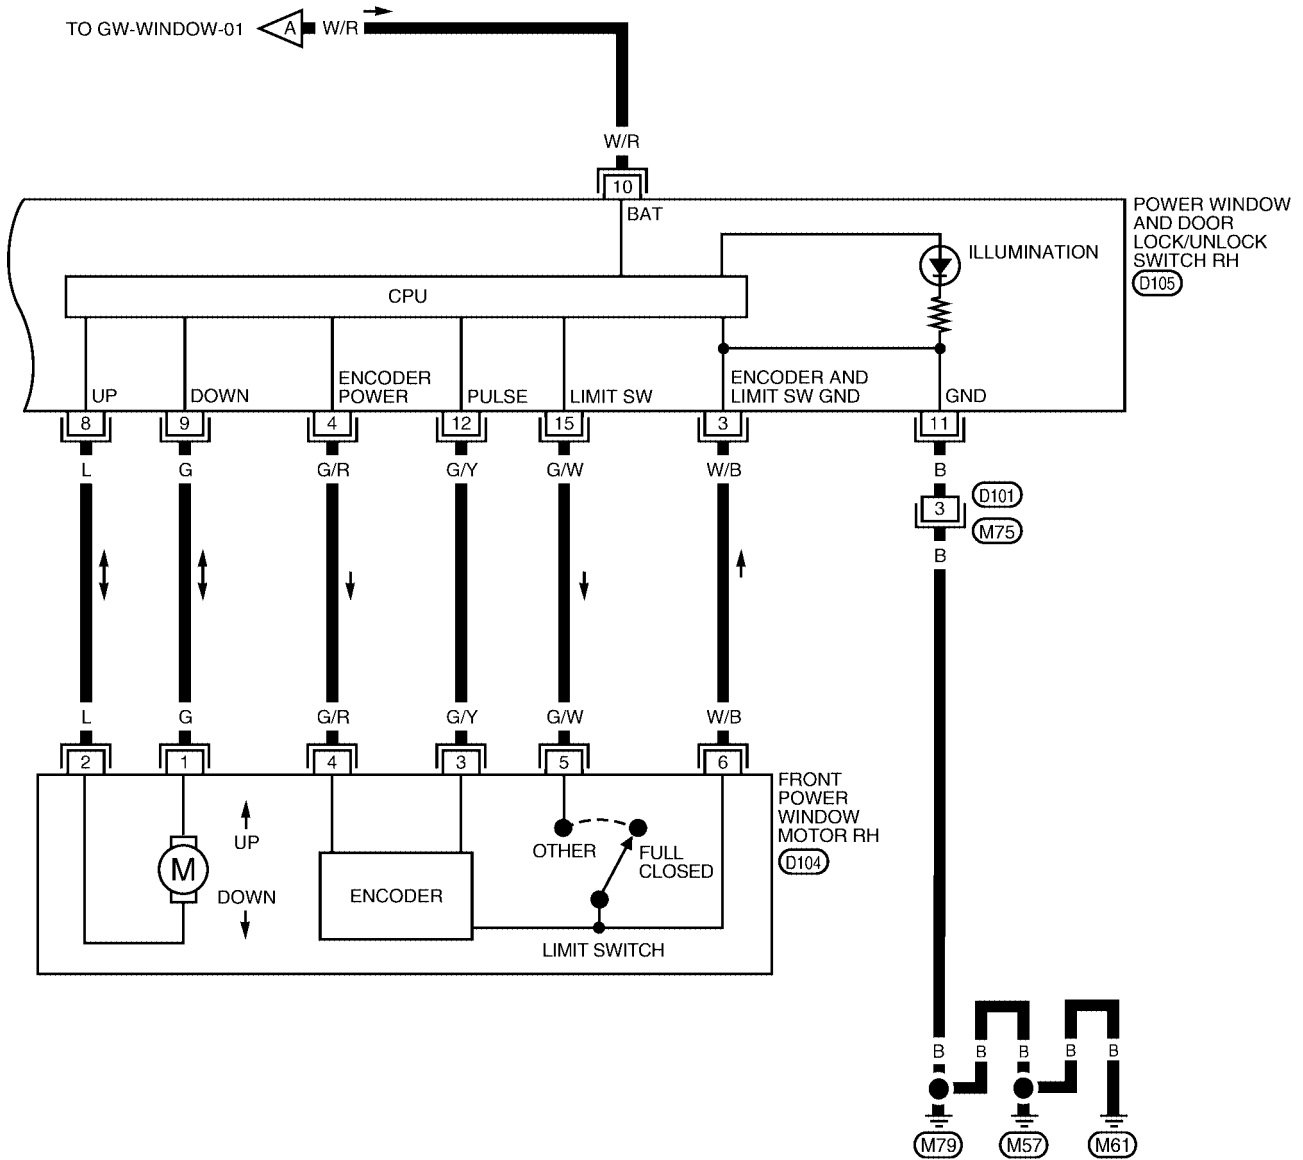 TO GW-WINDOW-01
A
W/R
W/R
10
BAT
POWER WINDOW
AND DOOR
LOCK/UNLOCK
SWITCH RH
D105
ILLUMINATION
CPU
UP
DOWN
ENCODER
POWER
PULSE
LIMIT SW
ENCODER AND
LIMIT SW GND
GND
8
9
4
12
15
3
11
L
G
G/R
G/Y
G/W
W/B
B
3
D101
M75
B
L
G
G/R
G/Y
G/W
W/B
2
1
4
3
5
6
FRONT
POWER
WINDOW
MOTOR RH
D104
M
UP
DOWN
ENCODER
OTHER
FULL
CLOSED
LIMIT SWITCH
B
B
B
B
B
M79
M57
M61